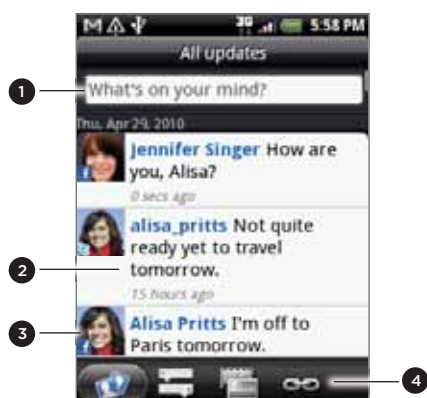 3G 5:58 PM
All updates
1
What's on your mind?
Thu, Apr 29, 2010
Jennifer Singer How are
you, Alisa?
0 secs ago
alisa_pritts Not quite
ready yet to travel
2
tomorrow.
15 hours ago
3
Alisa Pritts I'm off to
Paris tomorrow.
4